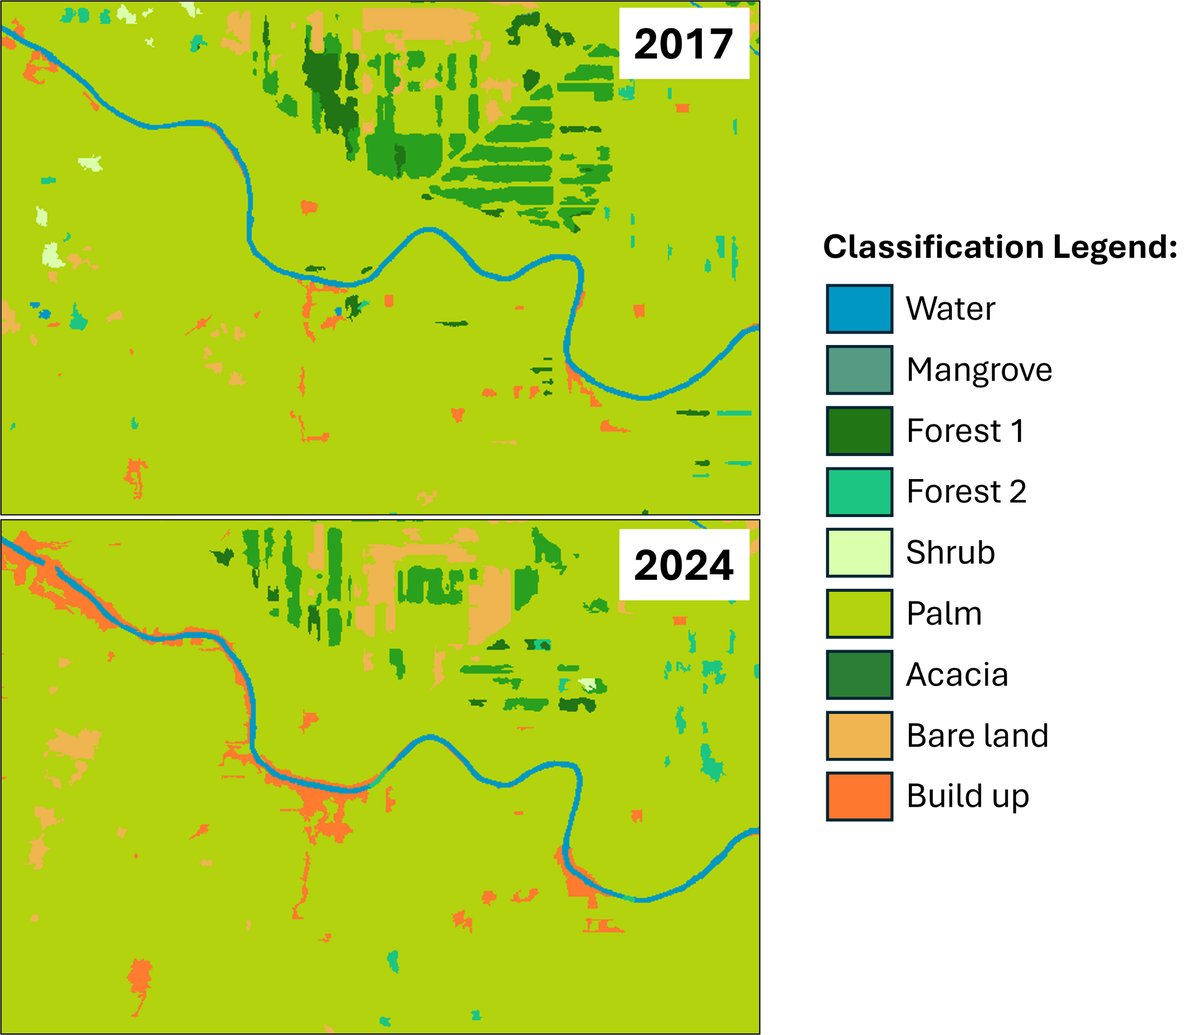 2017
2024
Classification Legend:
Water
Mangrove
Forest 1
Forest 2
Shrub
Palm
Acacia
Bare land
Build up